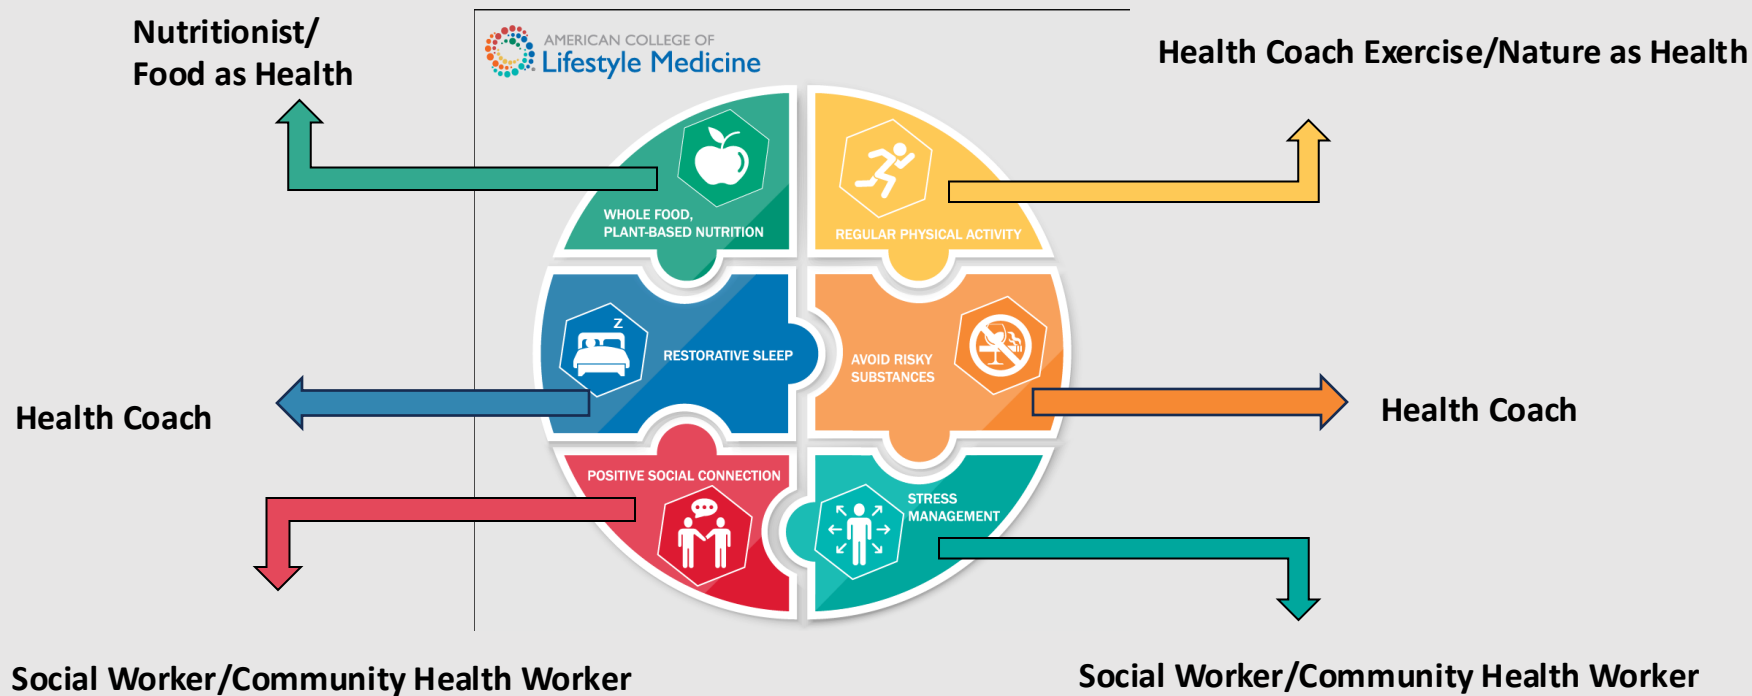 Nutritionist/
Food as Health
AMERICAN COLLEGE OF
Lifestyle Medicine
Health Coach Exercise/Nature as Health
WHOLE FOOD,
PLANT-BASED NUTRITION
REGULAR PHYSICAL ACTIVITY
Z
RESTORATIVE SLEEP
AVOID RISKY
SUBSTANCES
Health Coach
Health Coach
POSITIVE SOCIAL CONNECTION
STRESS
MANAGEMENT
Social Worker/Community Health Worker
Social Worker/Community Health Worker